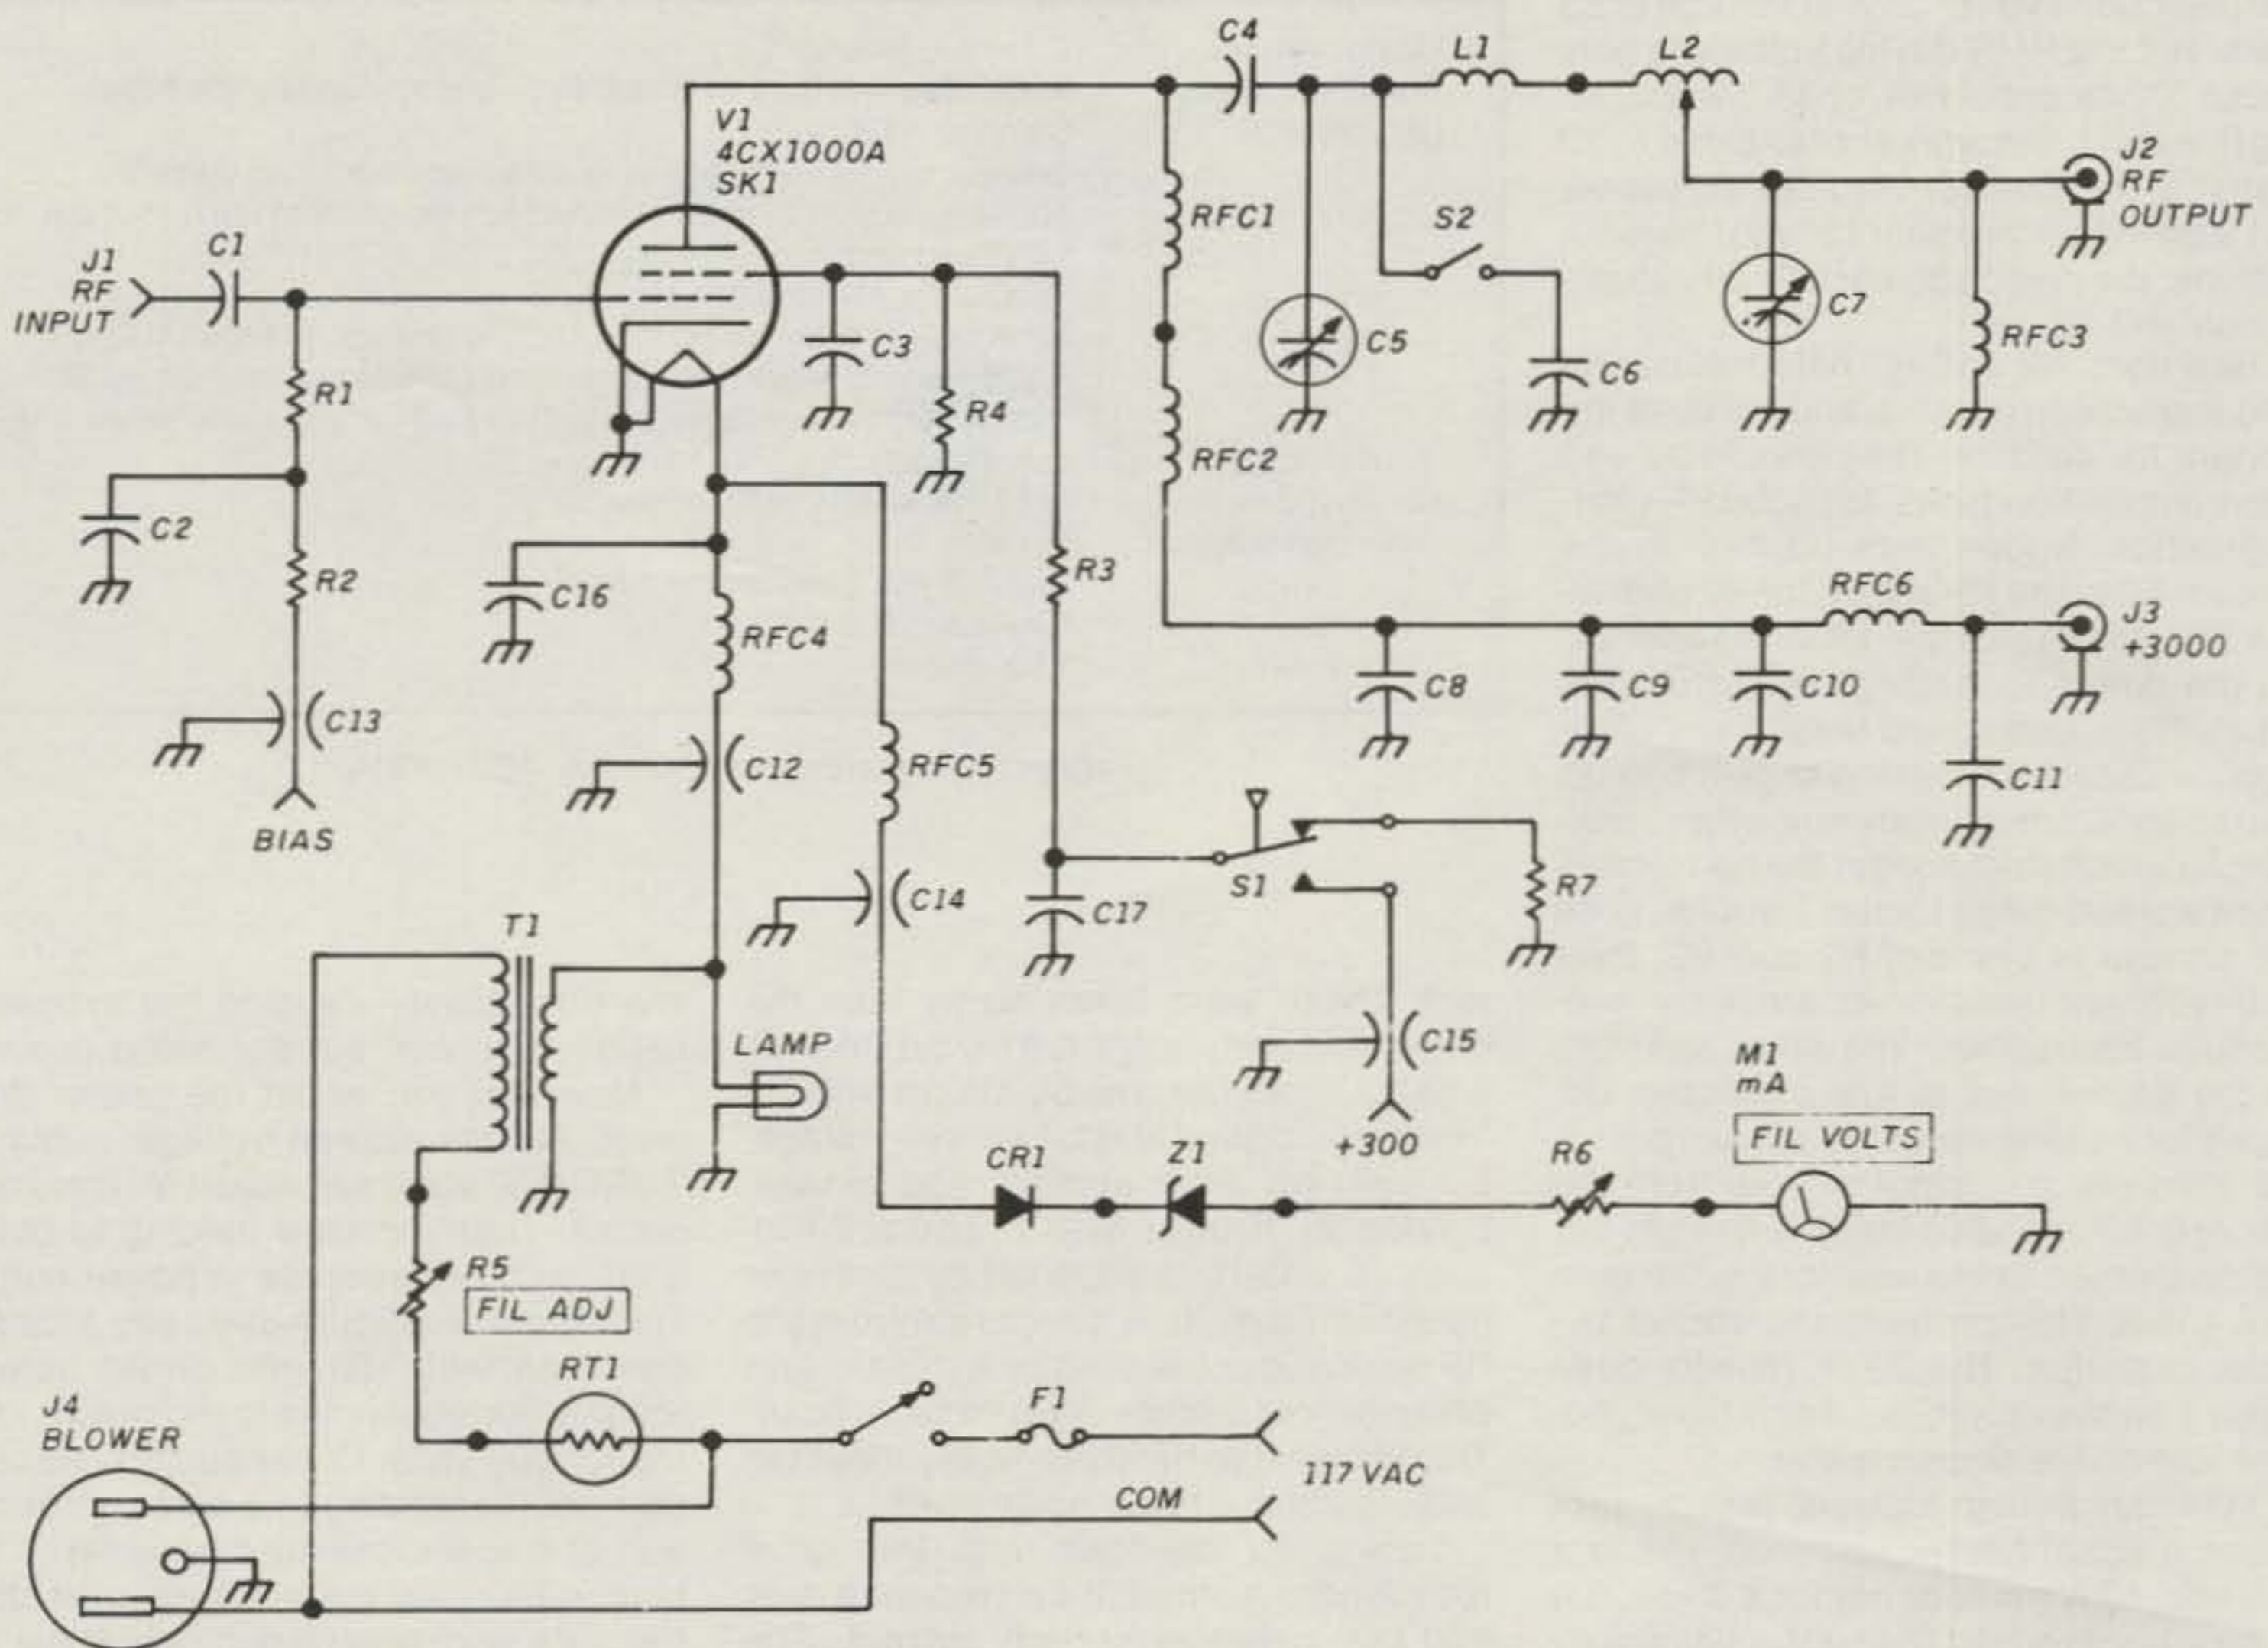 C4
L1
L2
V1
4CX1000A
SK1
J2
RF
OUTPUT
J1
RF
INPUT
C1
RFC1
S2
C3
C5
C7
RFC3
R1
R4
C6
RFC2
C2
R2
C16
R3
RFC6
J3
+3000
RFC4
C13
C8
C9
C10
C12
RFC5
C11
BIAS
S1
R7
C14
C17
T1
LAMP
C15
M1
mA
FIL VOLTS
+300
CR1
Z1
R6
R5
FIL ADJ
RT1
F1
J4
BLOWER
117 VAC
COM